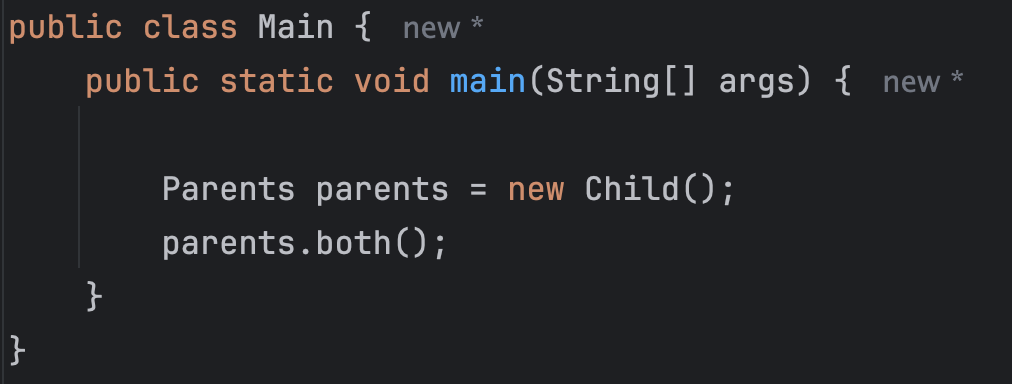 public class Main {  new *
    public static void main(String[] args) {  new *

        Parents parents = new Child();
        parents.both();
    }
}